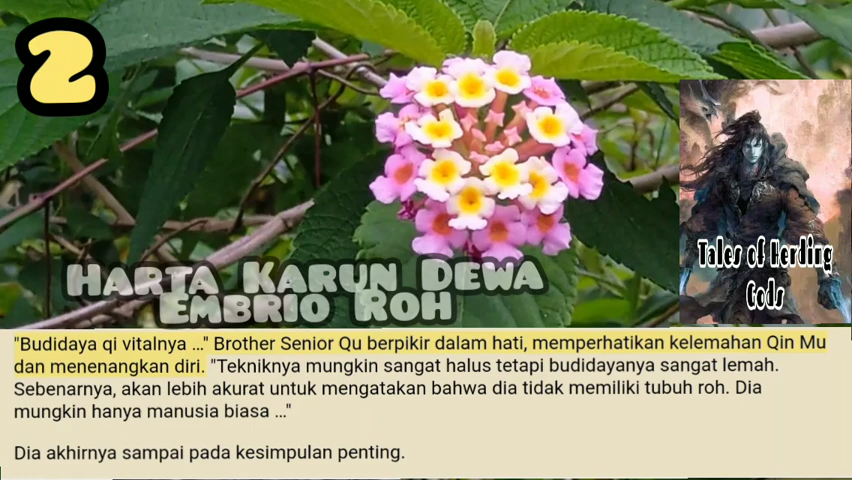 2
Tales of Herding
Gods
Harta Karun Dewa
Embrio Roh
"Budidaya qi vitalnya ..." Brother Senior Qu berpikir dalam hati, memperhatikan kelemahan Qin Mu
dan menenangkan diri. "Tekniknya mungkin sangat halus tetapi budidayanya sangat lemah.
Sebenarnya, akan lebih akurat untuk mengatakan bahwa dia tidak memiliki tubuh roh. Dia
mungkin hanya manusia biasa ..."
Dia akhirnya sampai pada kesimpulan penting.